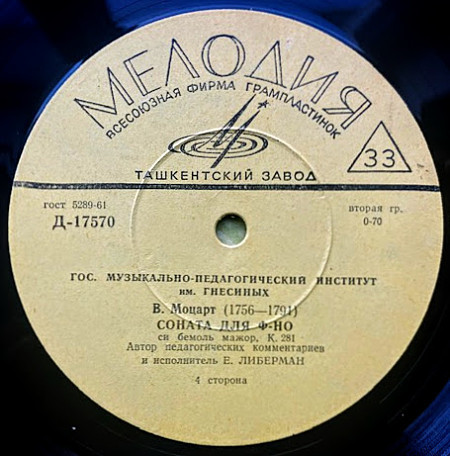 МЕЛОДИЯ
ВСЕСОЮЗНАЯ ФИРМА ГРАМПЛАСТИНОК
33
ТАШКЕНТСКИЙ ЗАВОД
гост 5289-61
Д-17570
вторая гр.
0-70
ГОС. МУЗЫКАЛЬНО-ПЕДАГОГИЧЕСКИЙ ИНСТИТУТ
им. ГНЕСИНЫХ
В. Моцарт (1756—1791)
СОНАТА ДЛЯ Ф-НО
си бемоль мажор, К. 281
Автор педагогических комментариев
и исполнитель Е. ЛИБЕРМАН
4 сторона